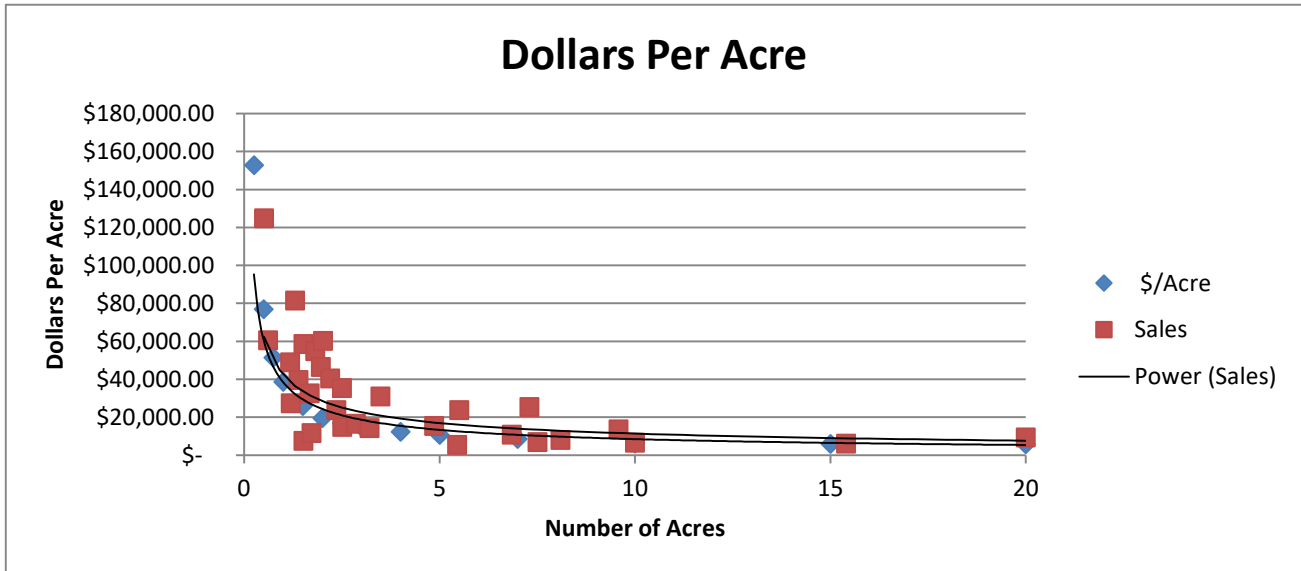 Dollars Per Acre
$180,000.00
$160,000.00
$140,000.00
$120,000.00
$100,000.00
$80,000.00
$60,000.00
$40,000.00
$20,000.00
$-
Dollars Per Acre
0 5 10 15 20
Number of Acres
$/Acre
Sales
Power (Sales)